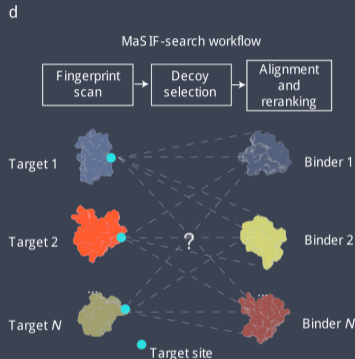 d
MaSIF-search workflow
Fingerprint scan
Decoy selection
Alignment and reranking
Target 1
Binder 1
Target 2
?
Binder 2
...
...
Target N
Binder N
Target site